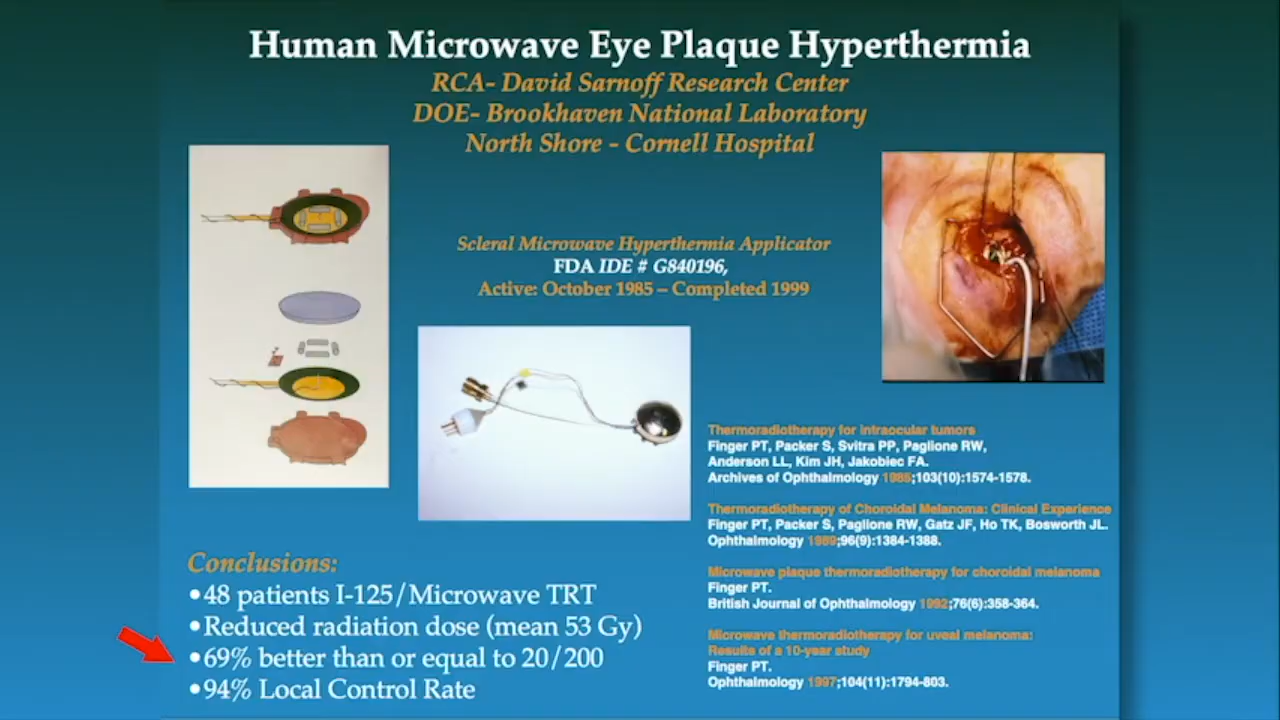 Human Microwave Eye Plaque Hyperthermia
RCA- David Sarnoff Research Center
DOE- Brookhaven National Laboratory
North Shore - Cornell Hospital
Scleral Microwave Hyperthermia Applicator
FDA IDE # G840196,
Active: October 1985 – Completed 1999
Thermoradiotherapy for intraocular tumors
Finger PT, Packer S, Svitra PP, Paglione RW,
Anderson LL, Kim JH, Jakobiec FA.
Archives of Ophthalmology 1985;103(10):1574-1578.
Thermoradiotherapy of Choroidal Melanoma: Clinical Experience
Finger PT, Packer S, Paglione RW, Gatz JF, Ho TK, Bosworth JL.
Ophthalmology 1989;96(9):1384-1388.
Microwave plaque thermoradiotherapy for choroidal melanoma
Finger PT.
British Journal of Ophthalmology 1992;76(6):358-364.
Microwave thermoradiotherapy for uveal melanoma:
Results of a 10-year study
Finger PT.
Ophthalmology 1997;104(11):1794-803.
Conclusions:
•48 patients I-125/Microwave TRT
•Reduced radiation dose (mean 53 Gy)
•69% better than or equal to 20/200
•94% Local Control Rate